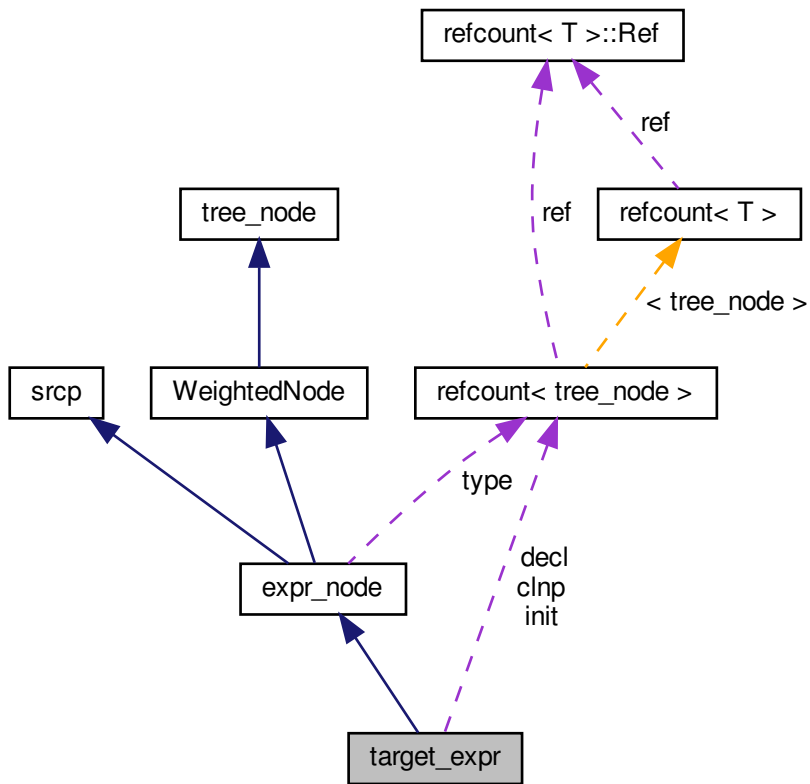 refcount< T >::Ref
ref
tree_node
ref
refcount< T >
< tree_node >
srcp
WeightedNode
refcount< tree_node >
type
decl
clnp
init
expr_node
target_expr